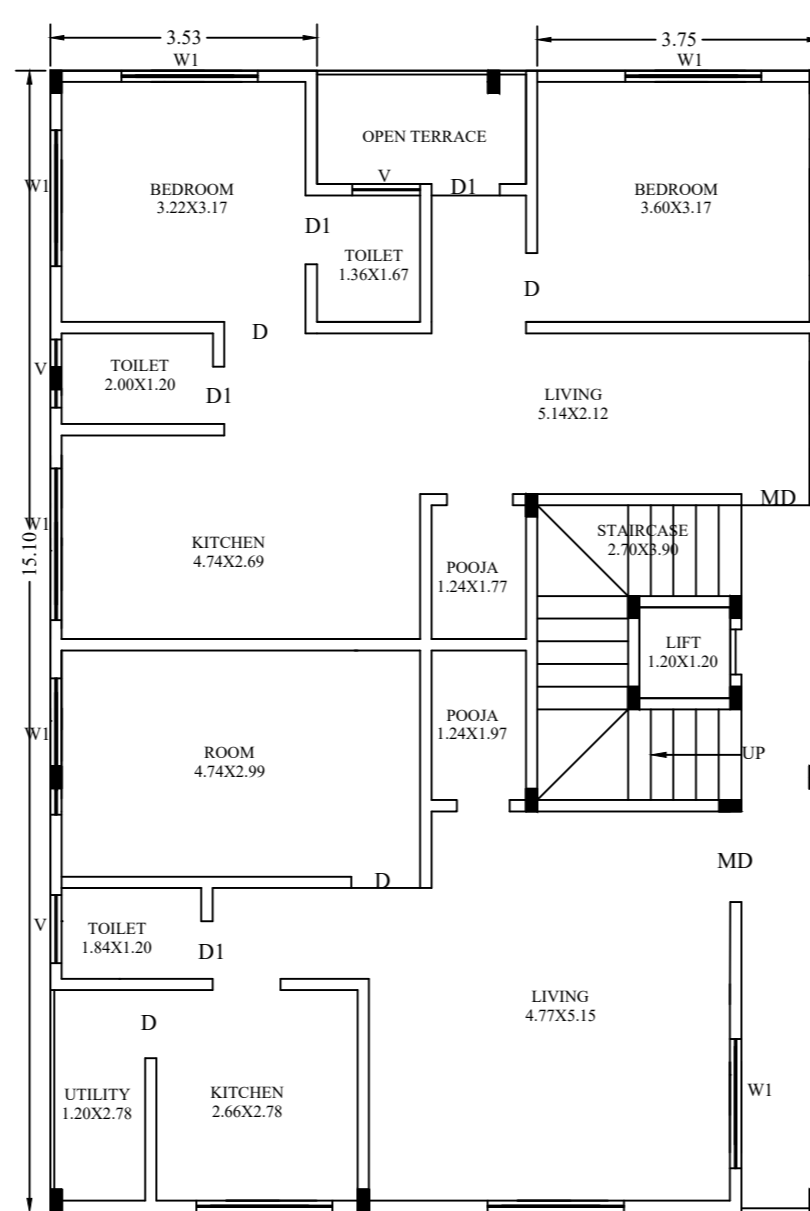 3.53
3.75
W1
W1
OPEN TERRACE
V
D1
W1
BEDROOM
3.22X3.17
BEDROOM
3.60X3.17
D1
TOILET
1.36X1.67
D
D
TOILET
2.00X1.20
V
D1
LIVING
5.14X2.12
MD
W1
KITCHEN
4.74X2.69
STAIRCASE
2.70X3.90
15.10
POOJA
1.24X1.77
LIFT
1.20X1.20
POOJA
1.24X1.97
W1
ROOM
4.74X2.99
UP
MD
D
V
TOILET
1.84X1.20
D1
LIVING
4.77X5.15
D
UTILITY
1.20X2.78
KITCHEN
2.66X2.78
W1